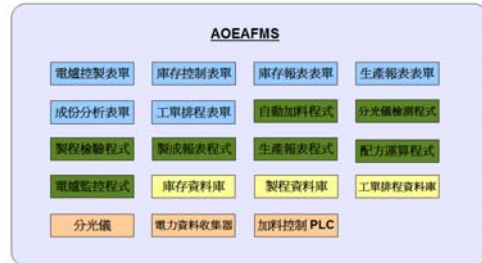 AOEAFMS
電爐控製表單 庫存控制表單 庫存報表表單 生產報表表單
成份分析表單 工單排程表單 自動加料程式 分光儀檢測程式
製程檢驗程式 製成報表程式 生產報表程式 配方運算程式
電爐監控程式 庫存資料庫 製程資料庫 工單排程資料庫
分光儀 電力資料收集器 加料控制 PLC